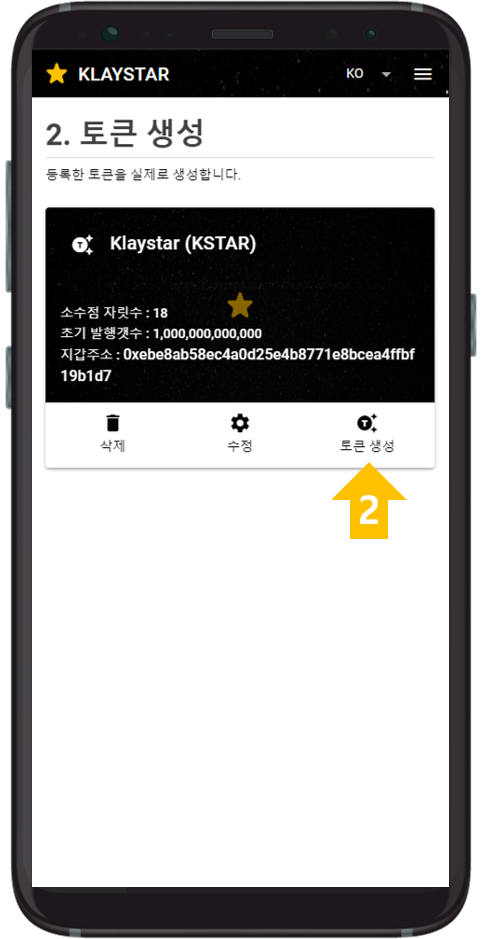 KLAYSTAR
KO
2. 토큰 생성
등록한 토큰을 실제로 생성합니다.
Klaystar (KSTAR)
소수점 자릿수 : 18
초기 발행갯수 : 1,000,000,000,000
지갑주소 : 0xebe8ab58ec4a0d25e4b8771e8bcea4ffbf
19b1d7
삭제
수정
토큰 생성
2